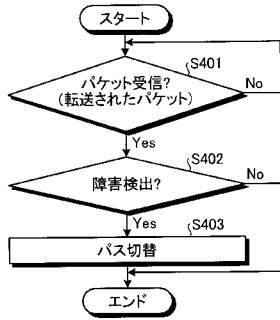 スタート
S401
パケット受信?
(転送されたパケット)
No
Yes
S402
障害検出?
No
Yes
S403
パス切替
エンド